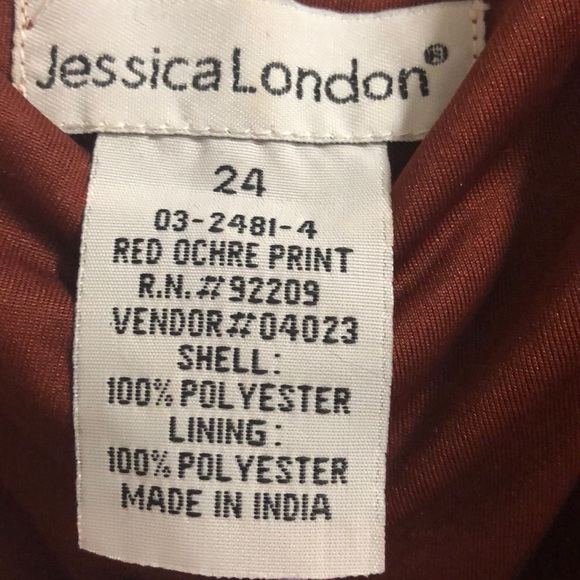 JessicaLondon®
24
03-2481-4
RED OCHRE PRINT
R.N.#92209
VENDOR#04023
SHELL:
100% POLYESTER
LINING:
100% POLYESTER
MADE IN INDIA